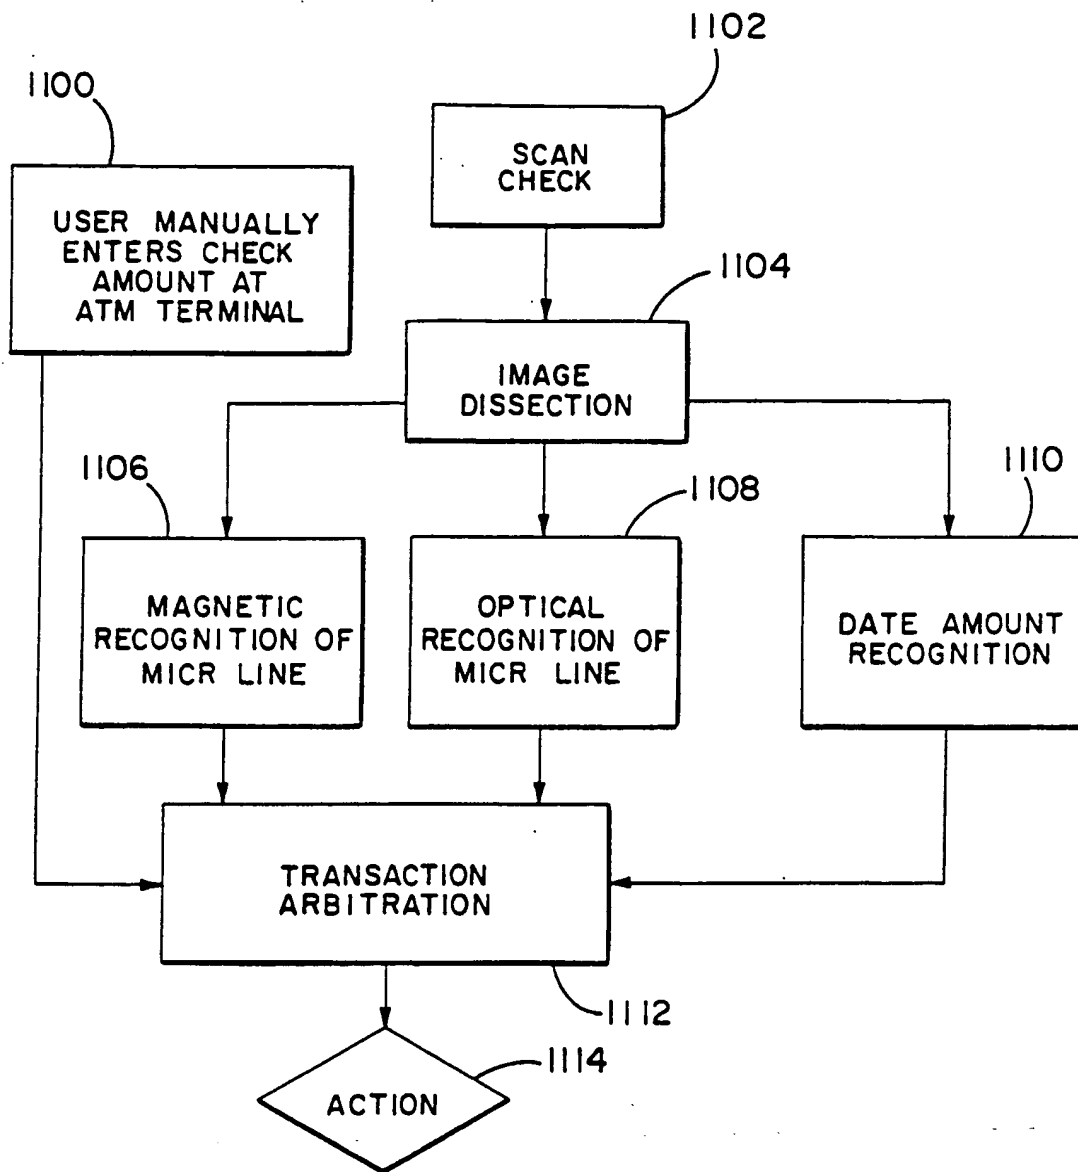 1102
1100
SCAN
CHECK
USER MANUALLY
ENTERS CHECK
AMOUNT AT
ATM TERMINAL
1104
IMAGE
DISSECTION
1106
1108
1110
MAGNETIC
RECOGNITION OF
MICR LINE
OPTICAL
RECOGNITION OF
MICR LINE
DATE AMOUNT
RECOGNITION
TRANSACTION
ARBITRATION
1112
1114
ACTION